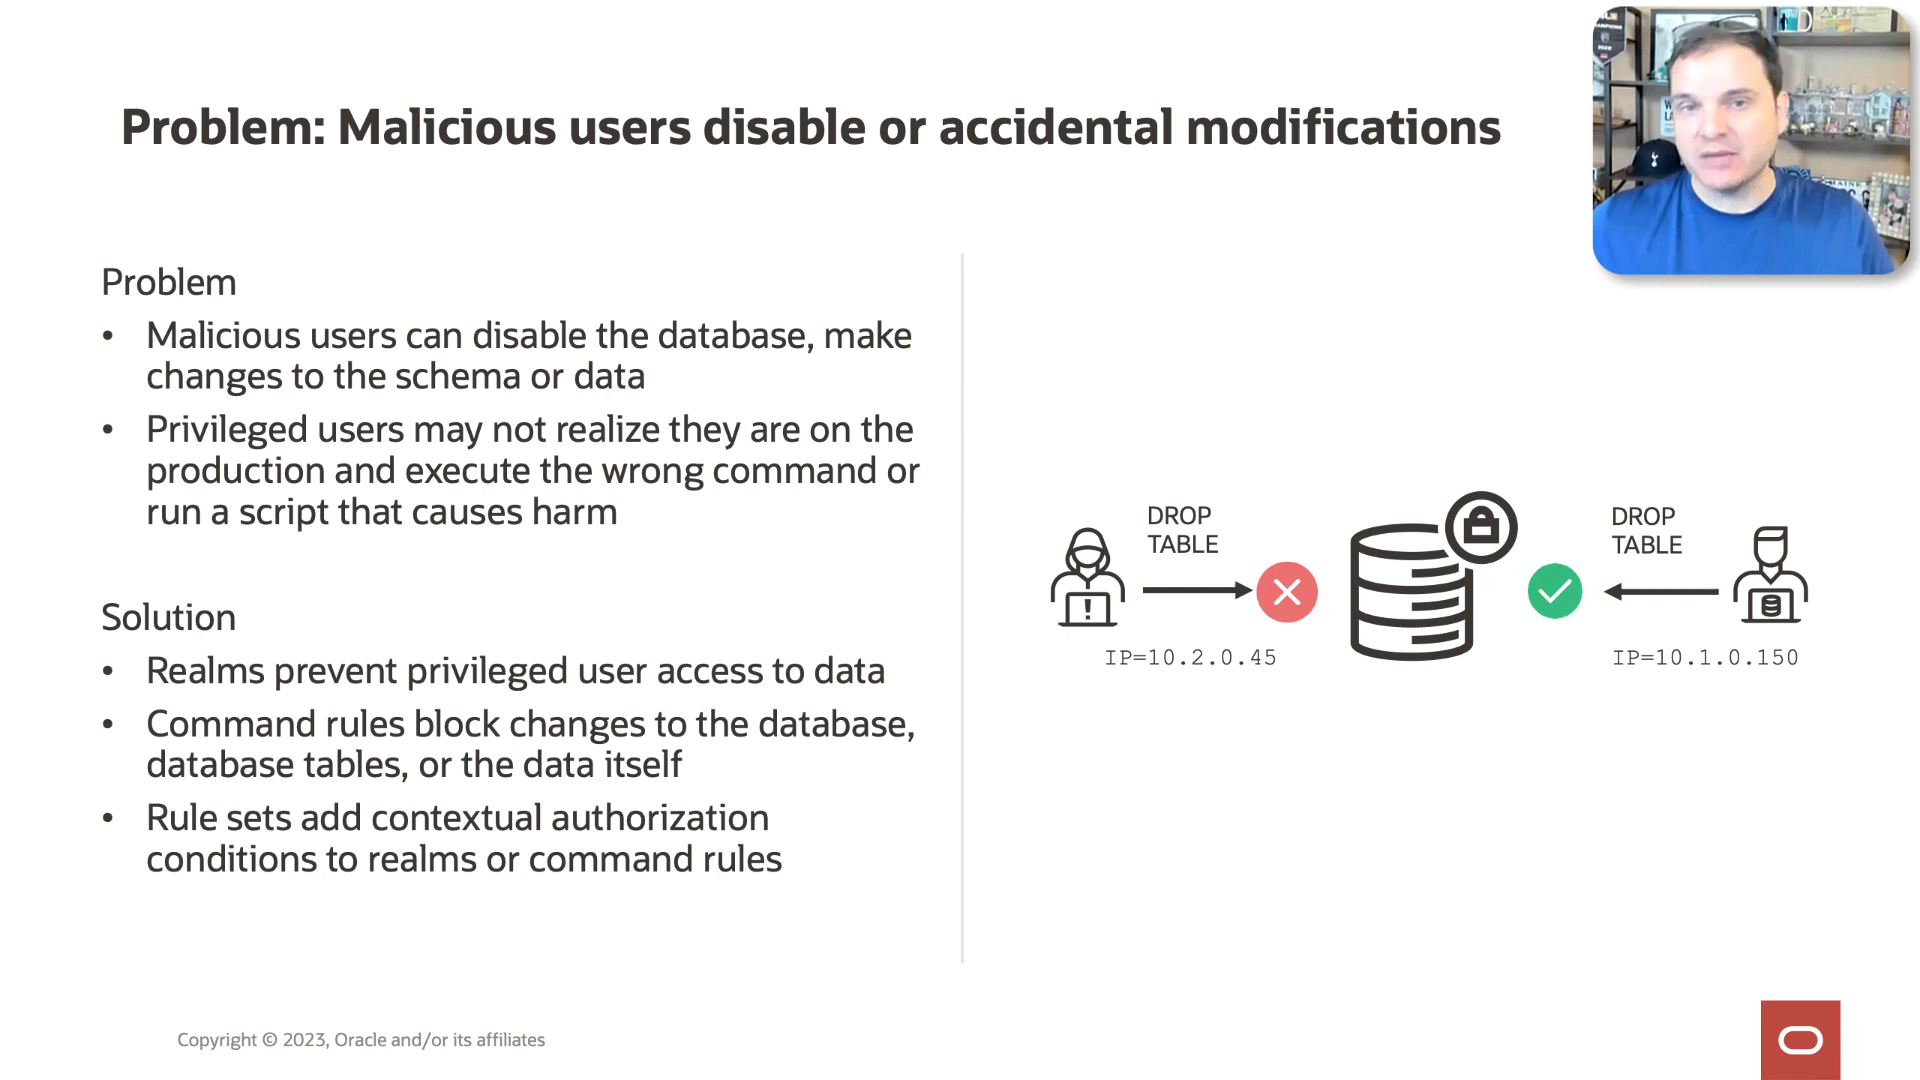 Problem: Malicious users disable or accidental modifications
Problem
• Malicious users can disable the database, make
changes to the schema or data
• Privileged users may not realize they are on the
production and execute the wrong command or
run a script that causes harm
Solution
• Realms prevent privileged user access to data
• Command rules block changes to the database,
database tables, or the data itself
• Rule sets add contextual authorization
conditions to realms or command rules
DROP
TABLE
IP=10.2.0.45
DROP
TABLE
IP=10.1.0.150
Copyright © 2023, Oracle and/or its affiliates